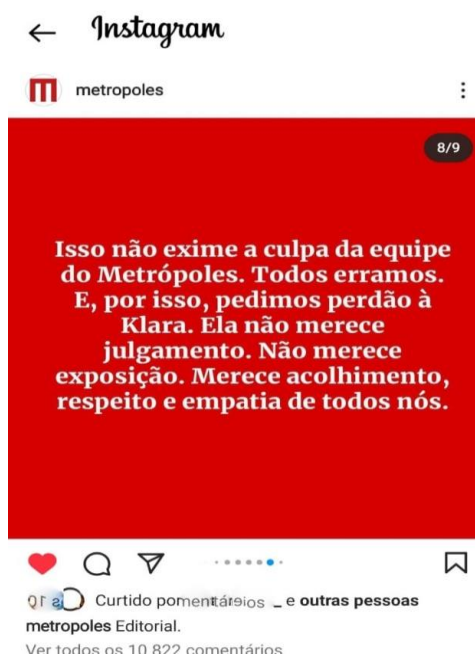 Instagram
metropoles
8/9
Isso não exime a culpa da equipe
do Metrópoles. Todos erramos.
E, por isso, pedimos perdão à
Klara. Ela não merece
julgamento. Não merece
exposição. Merece acolhimento,
respeito e empatia de todos nós.
Curtido por e outras pessoas
metropoles Editorial.
Ver todos os 10.822 comentários